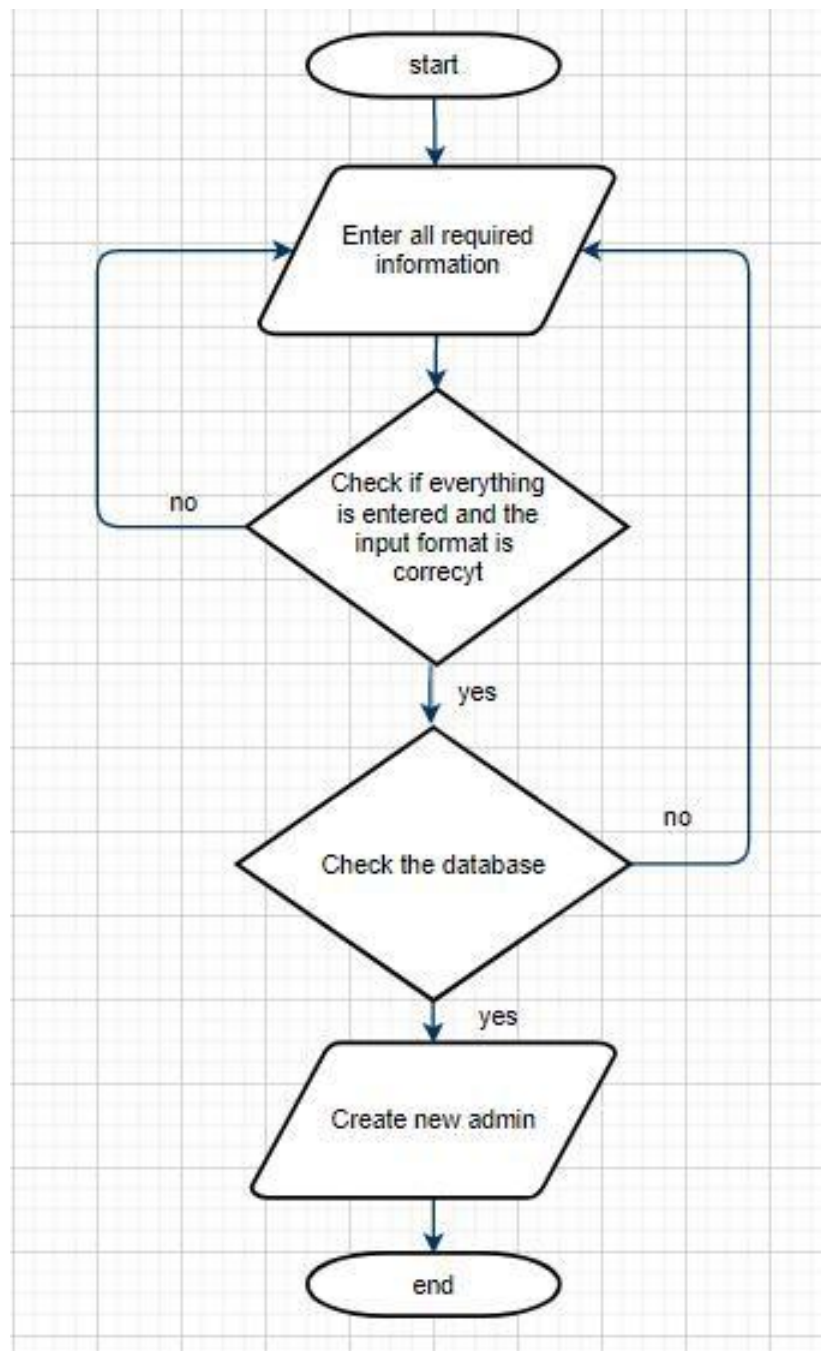 start
Enter all required
information
Check if everything
is entered and the
input format is
correcyt
no
yes
Check the database
no
yes
Create new admin
end